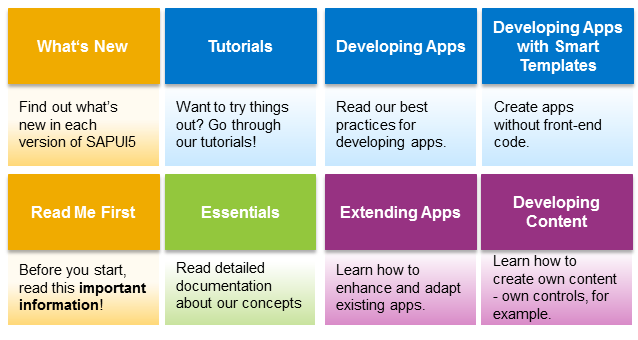 What's New
Find out what's
new in each
version of SAPUI5
Tutorials
Want to try things
out? Go through
our tutorials!
Developing Apps
Read our best
practices for
developing apps.
Developing Apps
with Smart
Templates
Create apps
without front-end
code.
Read Me First
Before you start,
read this important
information!
Essentials
Read detailed
documentation
about our concepts
Extending Apps
Learn how to
enhance and adapt
existing apps.
Developing
Content
Learn how to
create own content
- own controls, for
example.